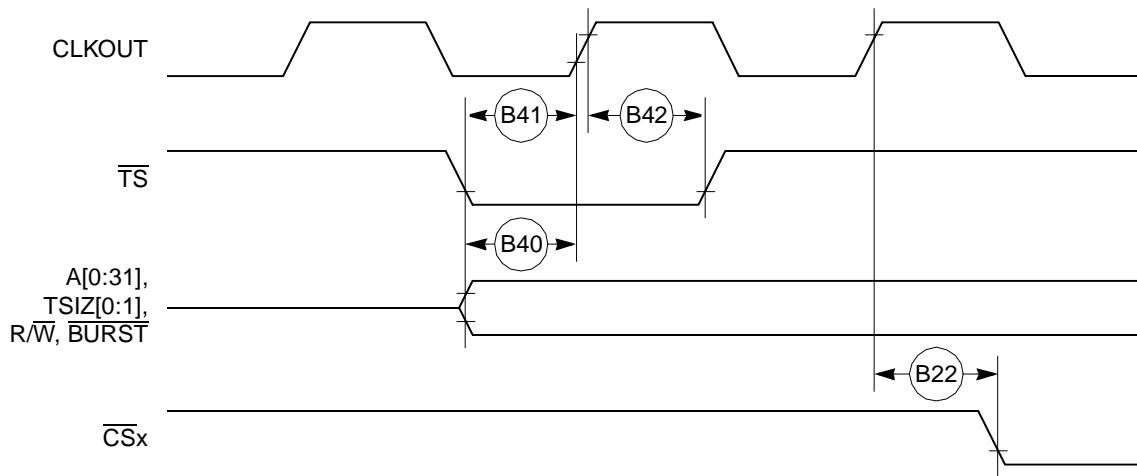 CLKOUT
B41
B42
TS
B40
A[0:31],
TSIZ[0:1],
R/W, BURST
B22
CSx